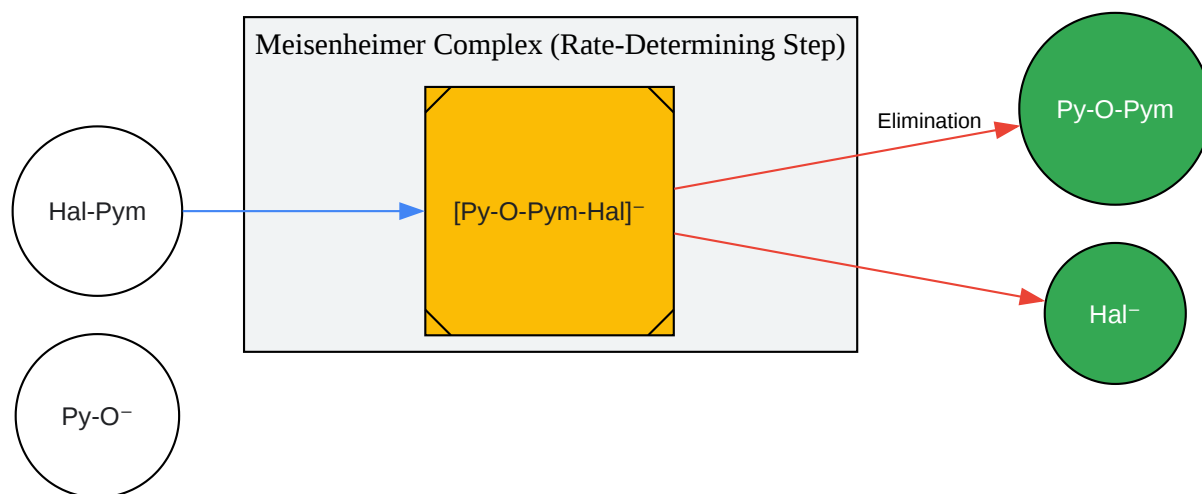 Meisenheimer Complex (Rate-Determining Step)
Hal-Pym
[Py-O-Pym-Hal]⁻
Elimination
Py-O-Pym
Py-O⁻
Hal⁻